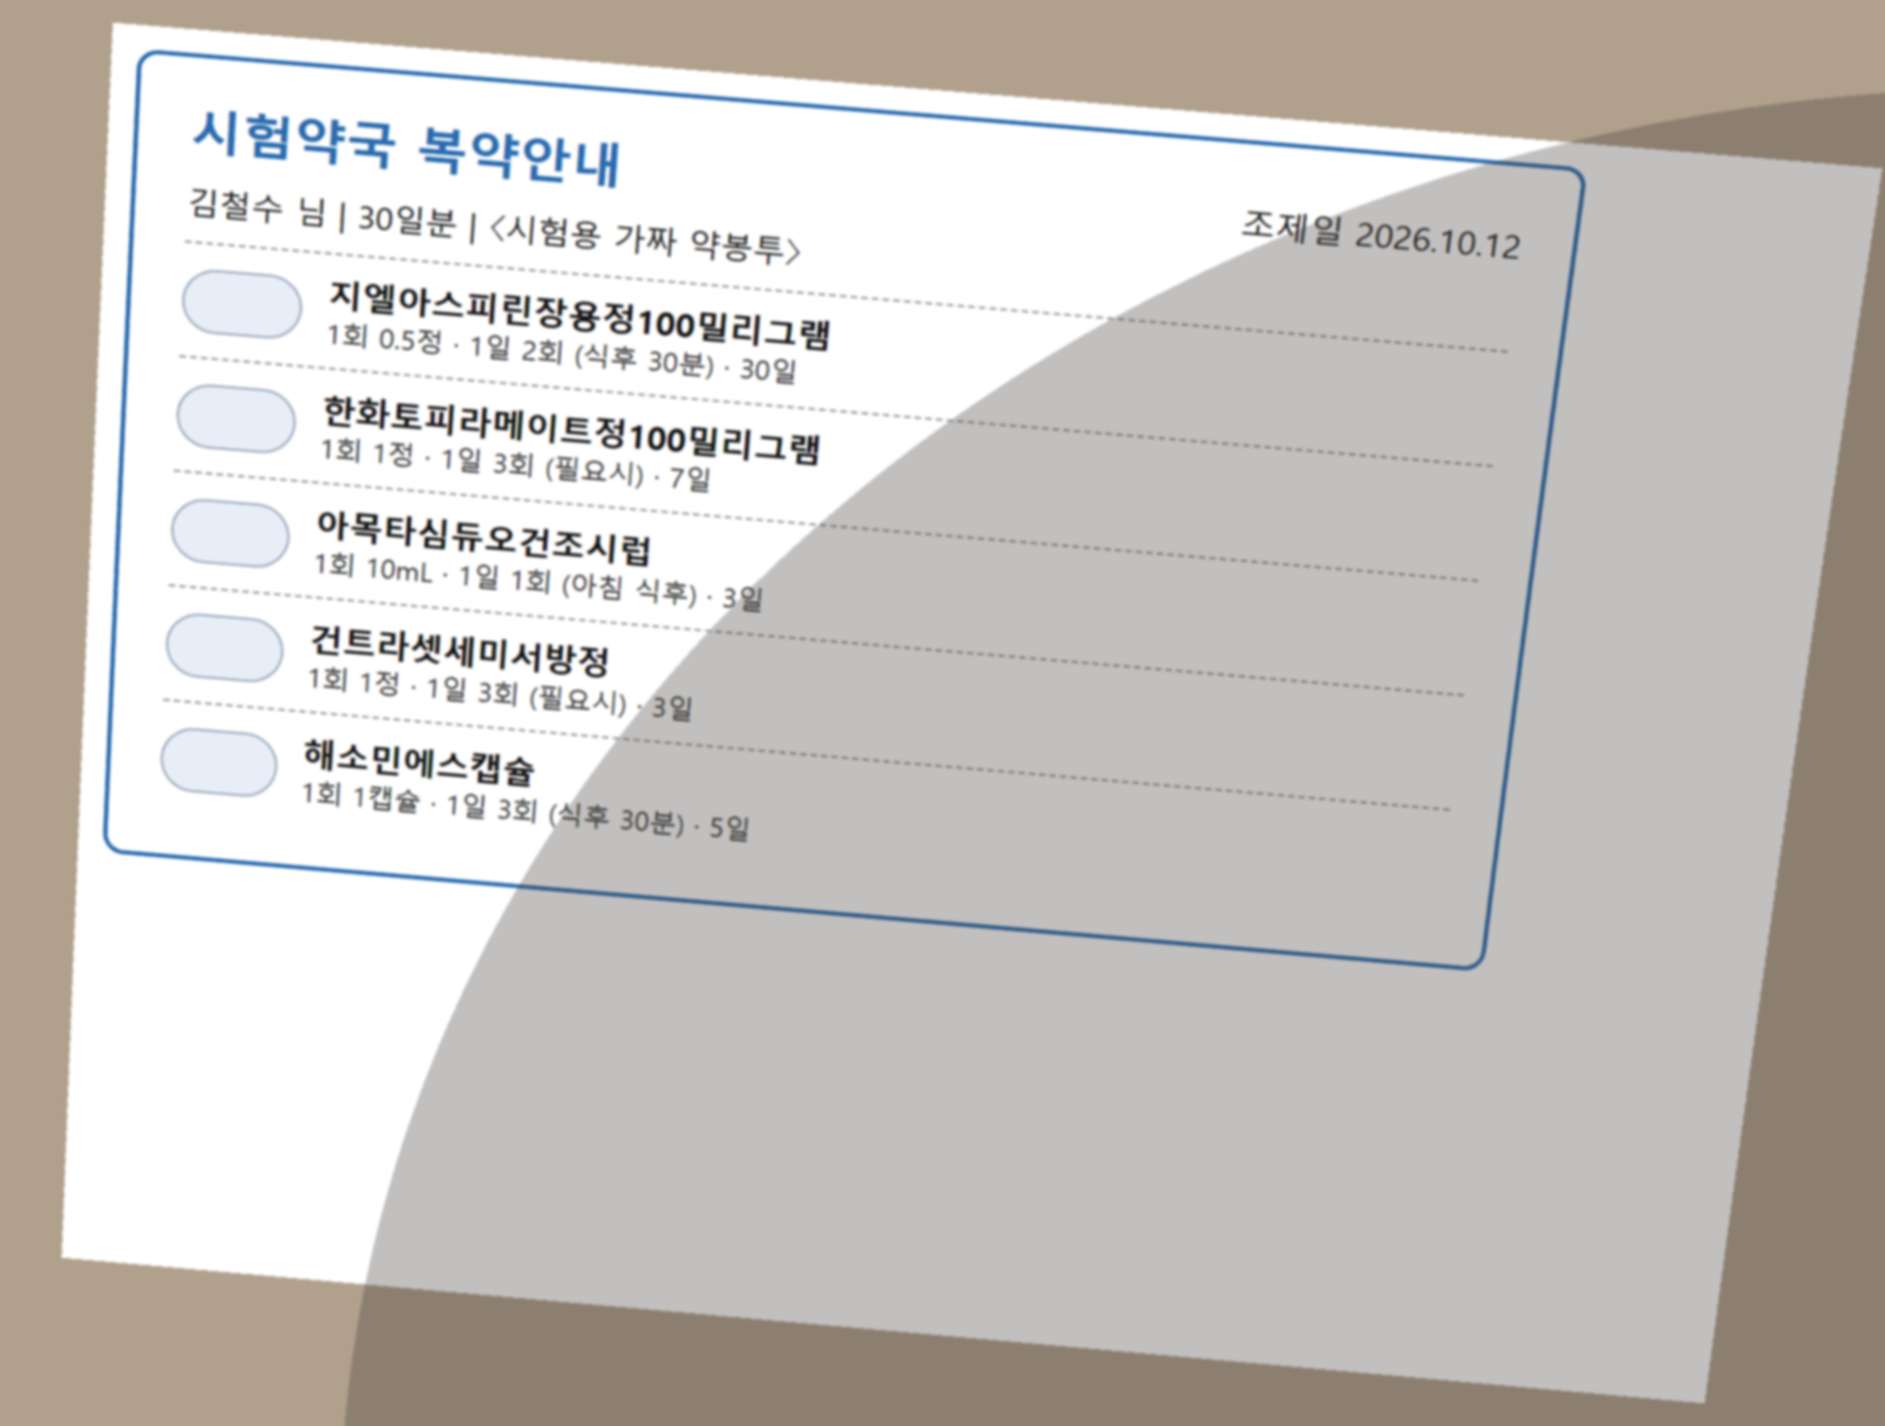 시험약국 복약안내
김철수 님 | 30일분 | <시험용 가짜 약봉투>
조제일 2026.10.12
지엘아스피린장용정100밀리그램
1회 0.5정 · 1일 2회 (식후 30분) · 30일
한화토피라메이트정100밀리그램
1회 1정 · 1일 3회 (필요시) · 7일
아목타심듀오건조시럽
1회 10mL · 1일 1회 (아침 식후) · 3일
건트라셋세미서방정
1회 1정 · 1일 3회 (필요시) · 3일
해소민에스캡슐
1회 1캡슐 · 1일 3회 (식후 30분) · 5일